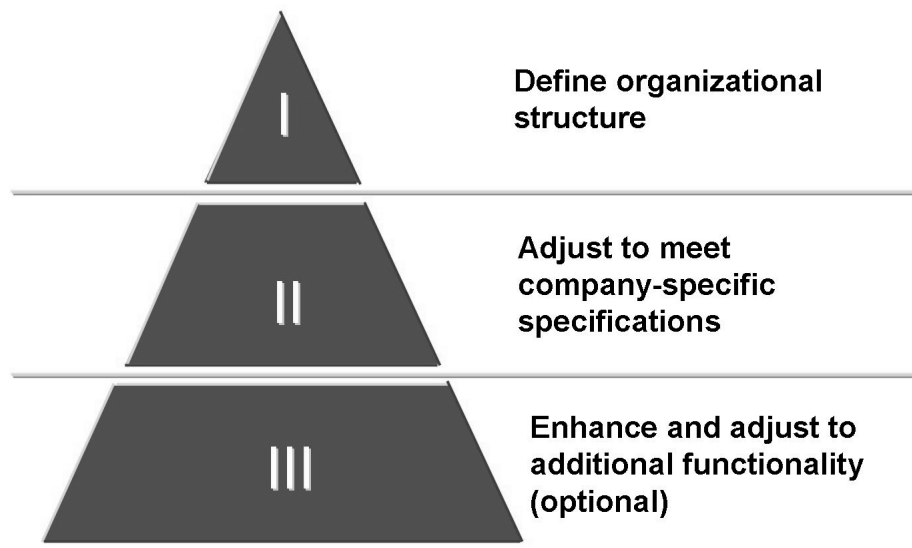 I
Define organizational
structure
II
Adjust to meet
company-specific
specifications
III
Enhance and adjust to
additional functionality
(optional)